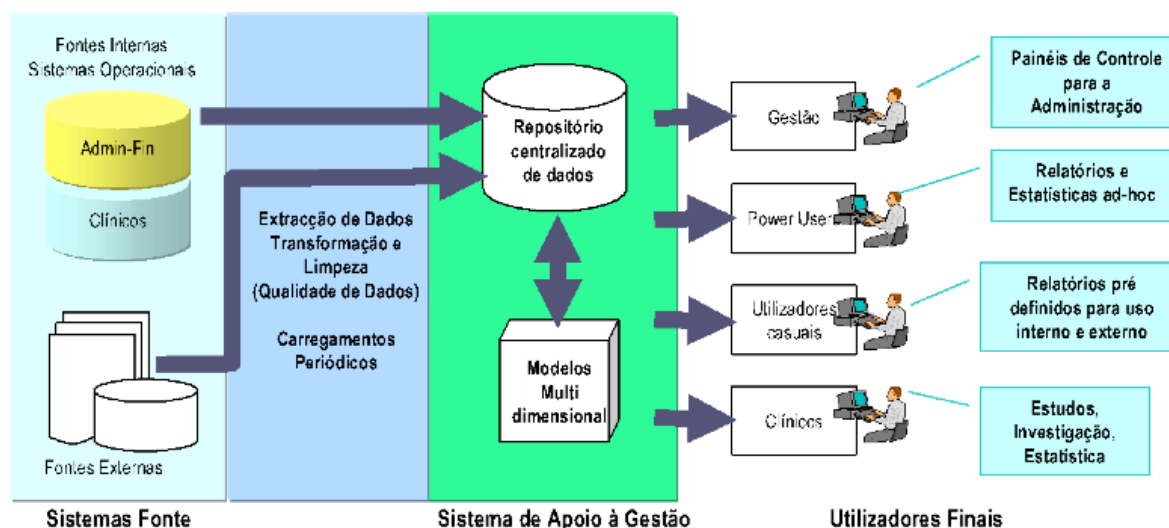 Fontes Internas
Sistemas Operacionais
Admin-Fin
Clínicos
Fontes Externas
Sistemas Fonte
Extracção de Dados
Transformação e
Limpeza
(Qualidade de Dados)
Carregamentos
Periódicos
Repositório
centralizado
de dados
Modelos
Multi
dimensional
Sistema de Apoio à Gestão
Gestão
Power User
Utilizadores
casuais
Clínicos
Utilizadores Finais
Painéis de Controle
para a
Administração
Relatórios e
Estatísticas ad-hoc
Relatórios pré
definidos para uso
interno e externo
Estudos,
Investigação,
Estatística